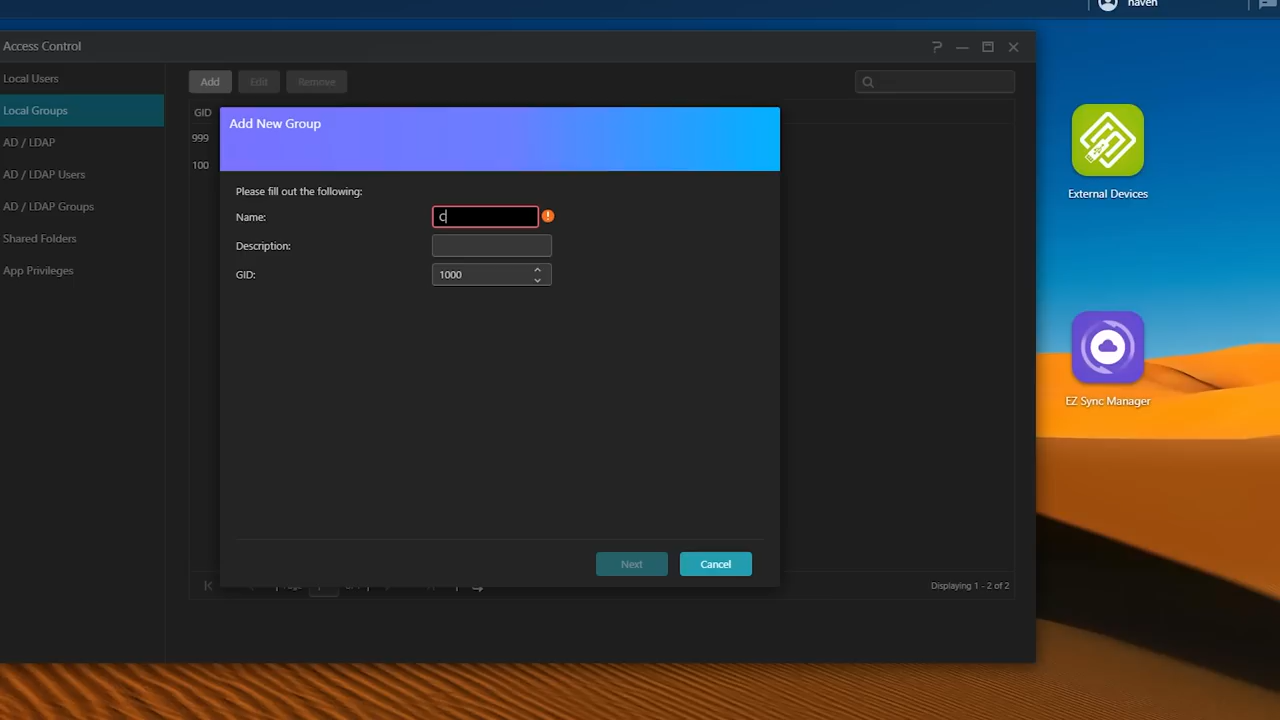 haven
Access Control
Local Users
Local Groups
AD / LDAP
AD / LDAP Users
AD / LDAP Groups
Shared Folders
App Privileges
Add Edit Remove
GID
999
100
Add New Group
Please fill out the following:
Name: C
Description:
GID: 1000
Next Cancel
Displaying 1 - 2 of 2
External Devices
EZ Sync Manager